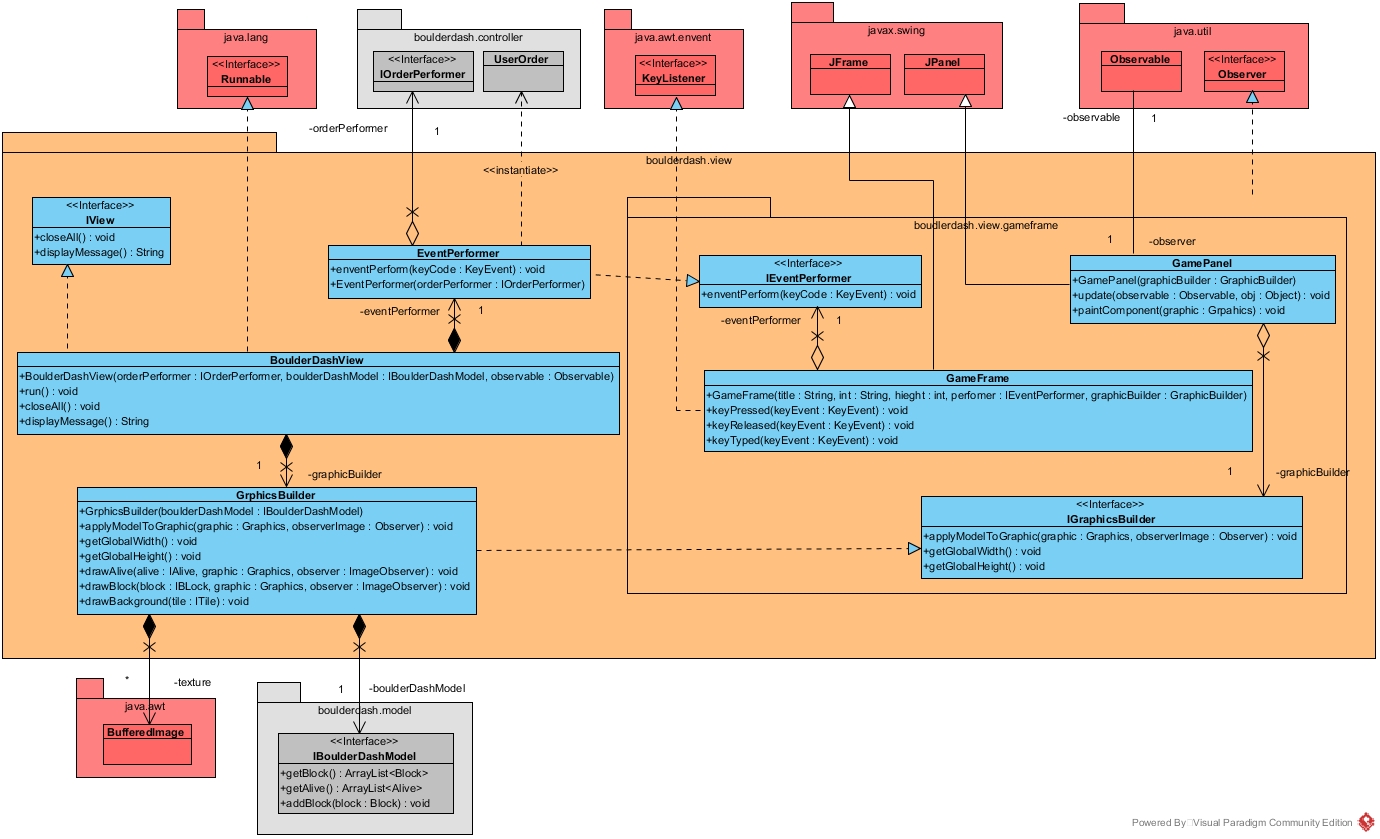 java.lang
<<Interface>>
Runnable
boulderdash.controller
<<Interface>>
IOrderPerformer
UserOrder
java.awt.envent
<<Interface>>
KeyListener
javax.swing
JFrame
JPanel
java.util
Observable
<<Interface>>
Observer
-orderPerformer
1
-observable
1
boulderdash.view
<<instantiate>>
<<Interface>>
IView
+closeAll() : void
+displayMessage() : String
boudlerdash.view.gameframe
EventPerformer
+enventPerform(keyCode : KeyEvent) : void
+EventPerformer(orderPerformer : IOrderPerformer)
<<Interface>>
IEventPerformer
+enventPerform(keyCode : KeyEvent) : void
1
-observer
GamePanel
+GamePanel(graphicBuilder : GraphicBuilder)
+update(observable : Observable, obj : Object) : void
+paintComponent(graphic : Grpahics) : void
-eventPerformer
1
-eventPerformer
1
BoulderDashView
+BoulderDashView(orderPerformer : IOrderPerformer, boulderDashModel : IBoulderDashModel, observable : Observable)
+run() : void
+closeAll() : void
+displayMessage() : String
GameFrame
+GameFrame(title : String, int : String, hieght : int, perfomer : IEventPerformer, graphicBuilder : GraphicBuilder)
+keyPressed(keyEvent : KeyEvent) : void
+keyReleased(keyEvent : KeyEvent) : void
+keyTyped(keyEvent : KeyEvent) : void
1
-graphicBuilder
1
-graphicBuilder
GrphicsBuilder
+GrphicsBuilder(boulderDashModel : IBoulderDashModel)
+applyModelToGraphic(graphic : Graphics, observerImage : Observer) : void
+getGlobalWidth() : void
+getGlobalHeight() : void
+drawAlive(alive : IAlive, graphic : Graphics, observer : ImageObserver) : void
+drawBlock(block : IBLock, graphic : Graphics, observer : ImageObserver) : void
+drawBackground(tile : ITile) : void
<<Interface>>
IGraphicsBuilder
+applyModelToGraphic(graphic : Graphics, observerImage : Observer) : void
+getGlobalWidth() : void
+getGlobalHeight() : void
*
-texture
1
-boulderDashModel
java.awt
BufferedImage
boulderdash.model
<<Interface>>
IBoulderDashModel
+getBlock() : ArrayList<Block>
+getAlive() : ArrayList<Alive>
+addBlock(block : Block) : void
Powered By Visual Paradigm Community Edition